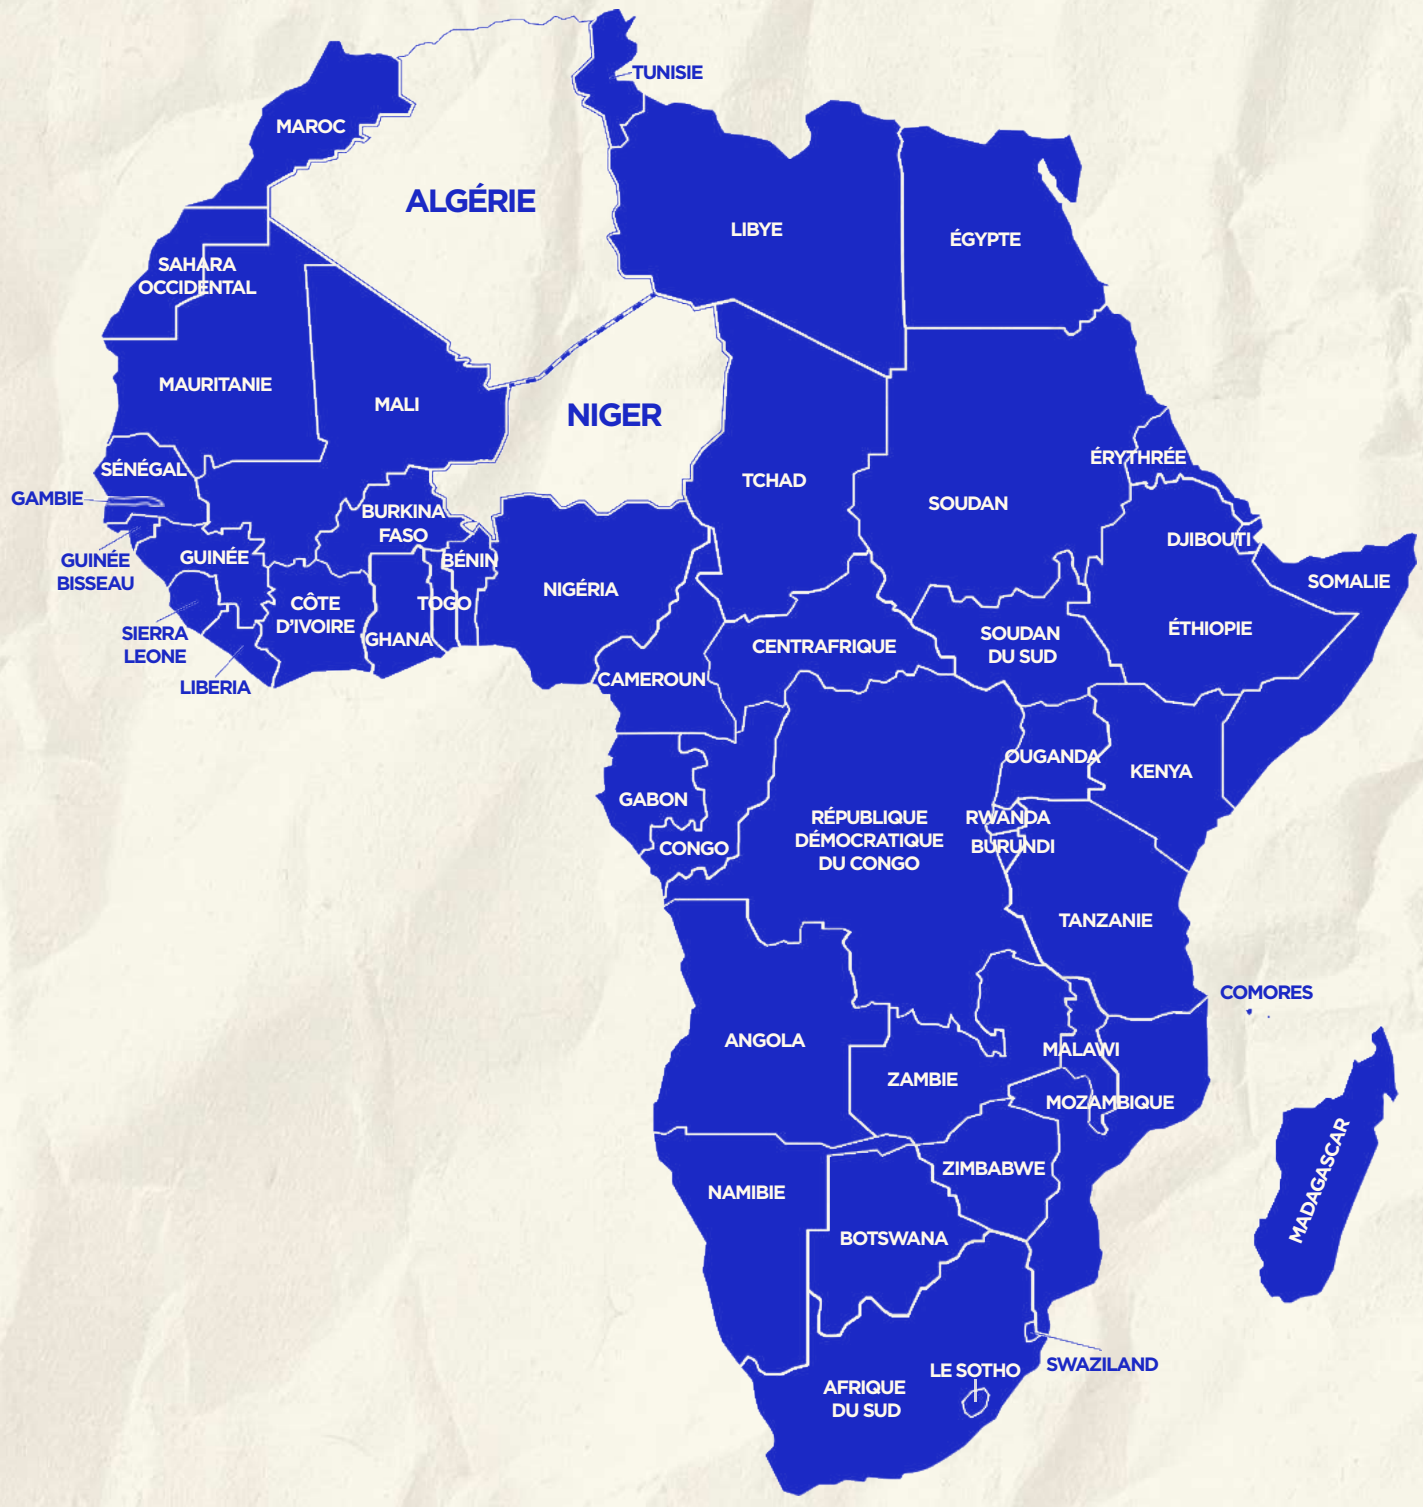 TUNISIE
MAROC
ALGÉRIE
LIBYE
ÉGYPTE
SAHARA
OCCIDENTAL
MAURITANIE
MALI
NIGER
SÉNÉGAL
GAMBIE
ÉRYTHRÉE
TCHAD
SOUDAN
BURKINA
FASO
DJIBOUTI
GUINÉE
BISSEAU
GUINÉE
BÉNIN
NIGÉRIA
SOMALIE
CÔTE
D'IVOIRE
TOGO
GHANA
SIERRA
LEONE
LIBERIA
CENTRAFRIQUE
SOUDAN
DU SUD
ÉTHIOPIE
CAMEROUN
OUGANDA
KENYA
GABON
CONGO
RÉPUBLIQUE
DÉMOCRATIQUE
DU CONGO
RWANDA
BURUNDI
TANZANIE
COMORES
ANGOLA
MALAWI
ZAMBIE
MOZAMBIQUE
ZIMBABWE
NAMIBIE
MADAGASCAR
BOTSWANA
SWAZILAND
LE SOTHO
AFRIQUE
DU SUD